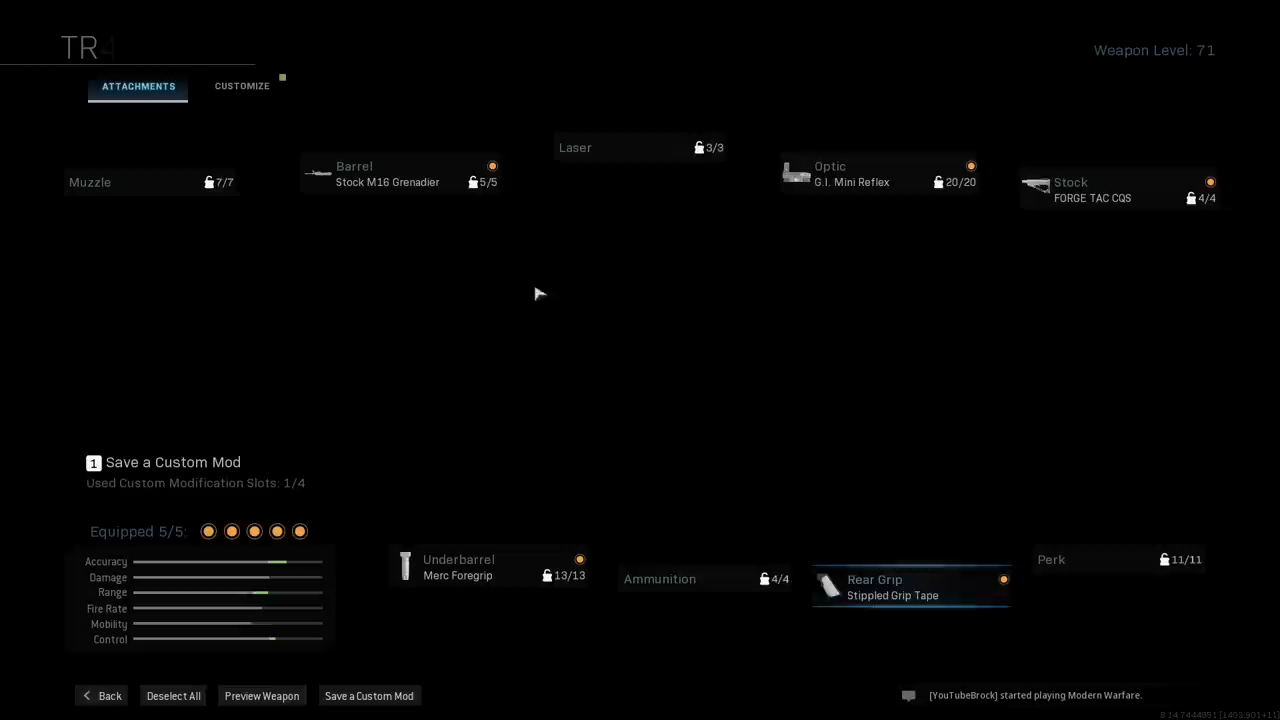 TR4
Weapon Level: 71
ATTACHMENTS
CUSTOMIZE
Laser 3/3
Barrel
Stock M16 Grenadier 5/5
Optic
G.I. Mini Reflex 20/20
Muzzle 7/7
Stock
FORGE TAC CQS 4/4
1 Save a Custom Mod
Used Custom Modification Slots: 1/4
Equipped 5/5:
Accuracy
Damage
Range
Fire Rate
Mobility
Control
Underbarrel
Merc Foregrip 13/13
Ammunition 4/4
Rear Grip
Stippled Grip Tape
Perk 11/11
Back
Deselect All
Preview Weapon
Save a Custom Mod
[YouTubeBrock] started playing Modern Warfare.